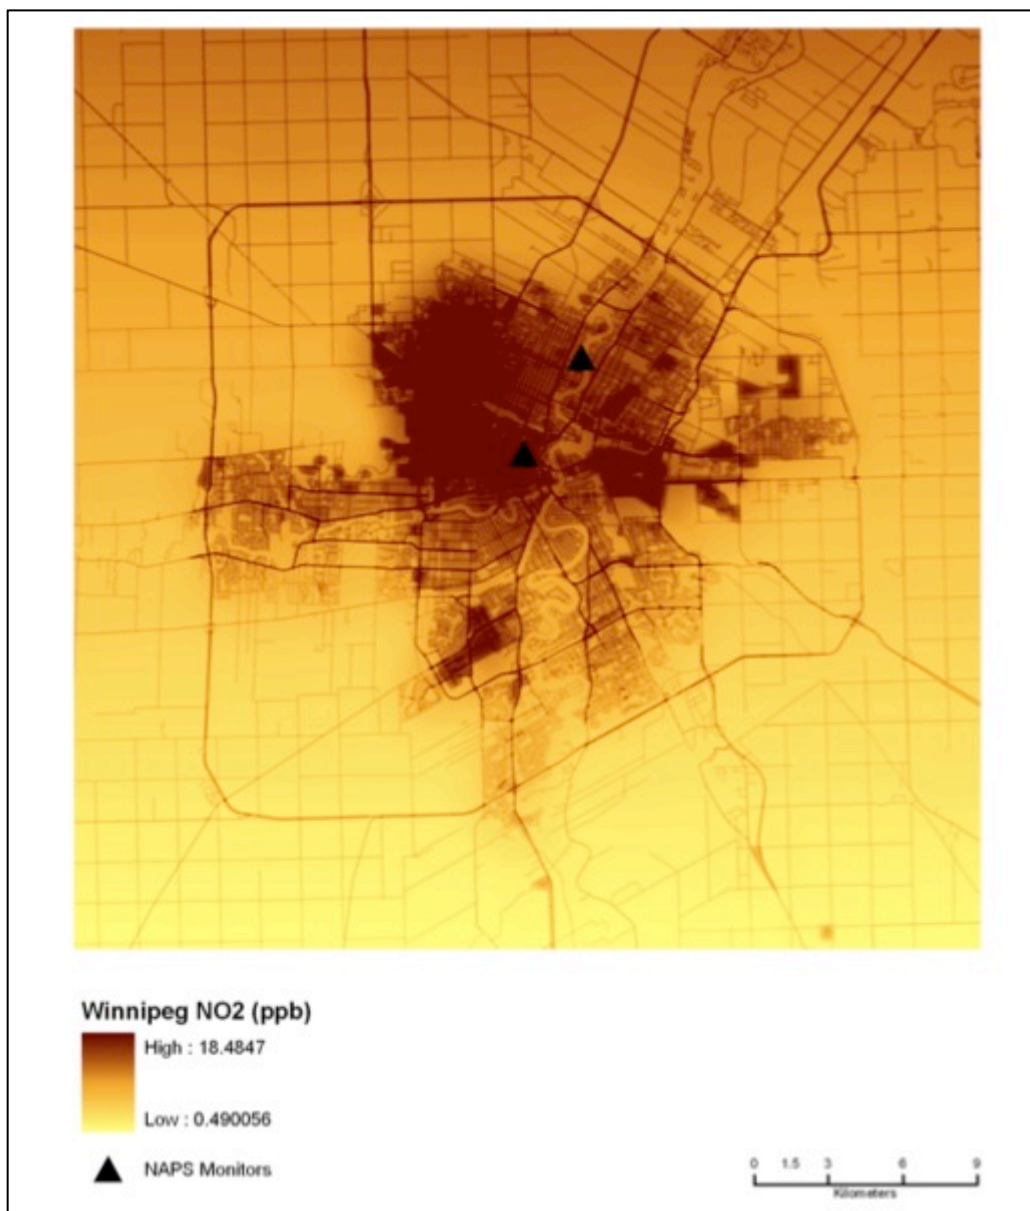 Winnipeg NO2 (ppb)
High : 18.4847
Low : 0.490056
NAPS Monitors
0 1.5 3 6 9
Kilometers